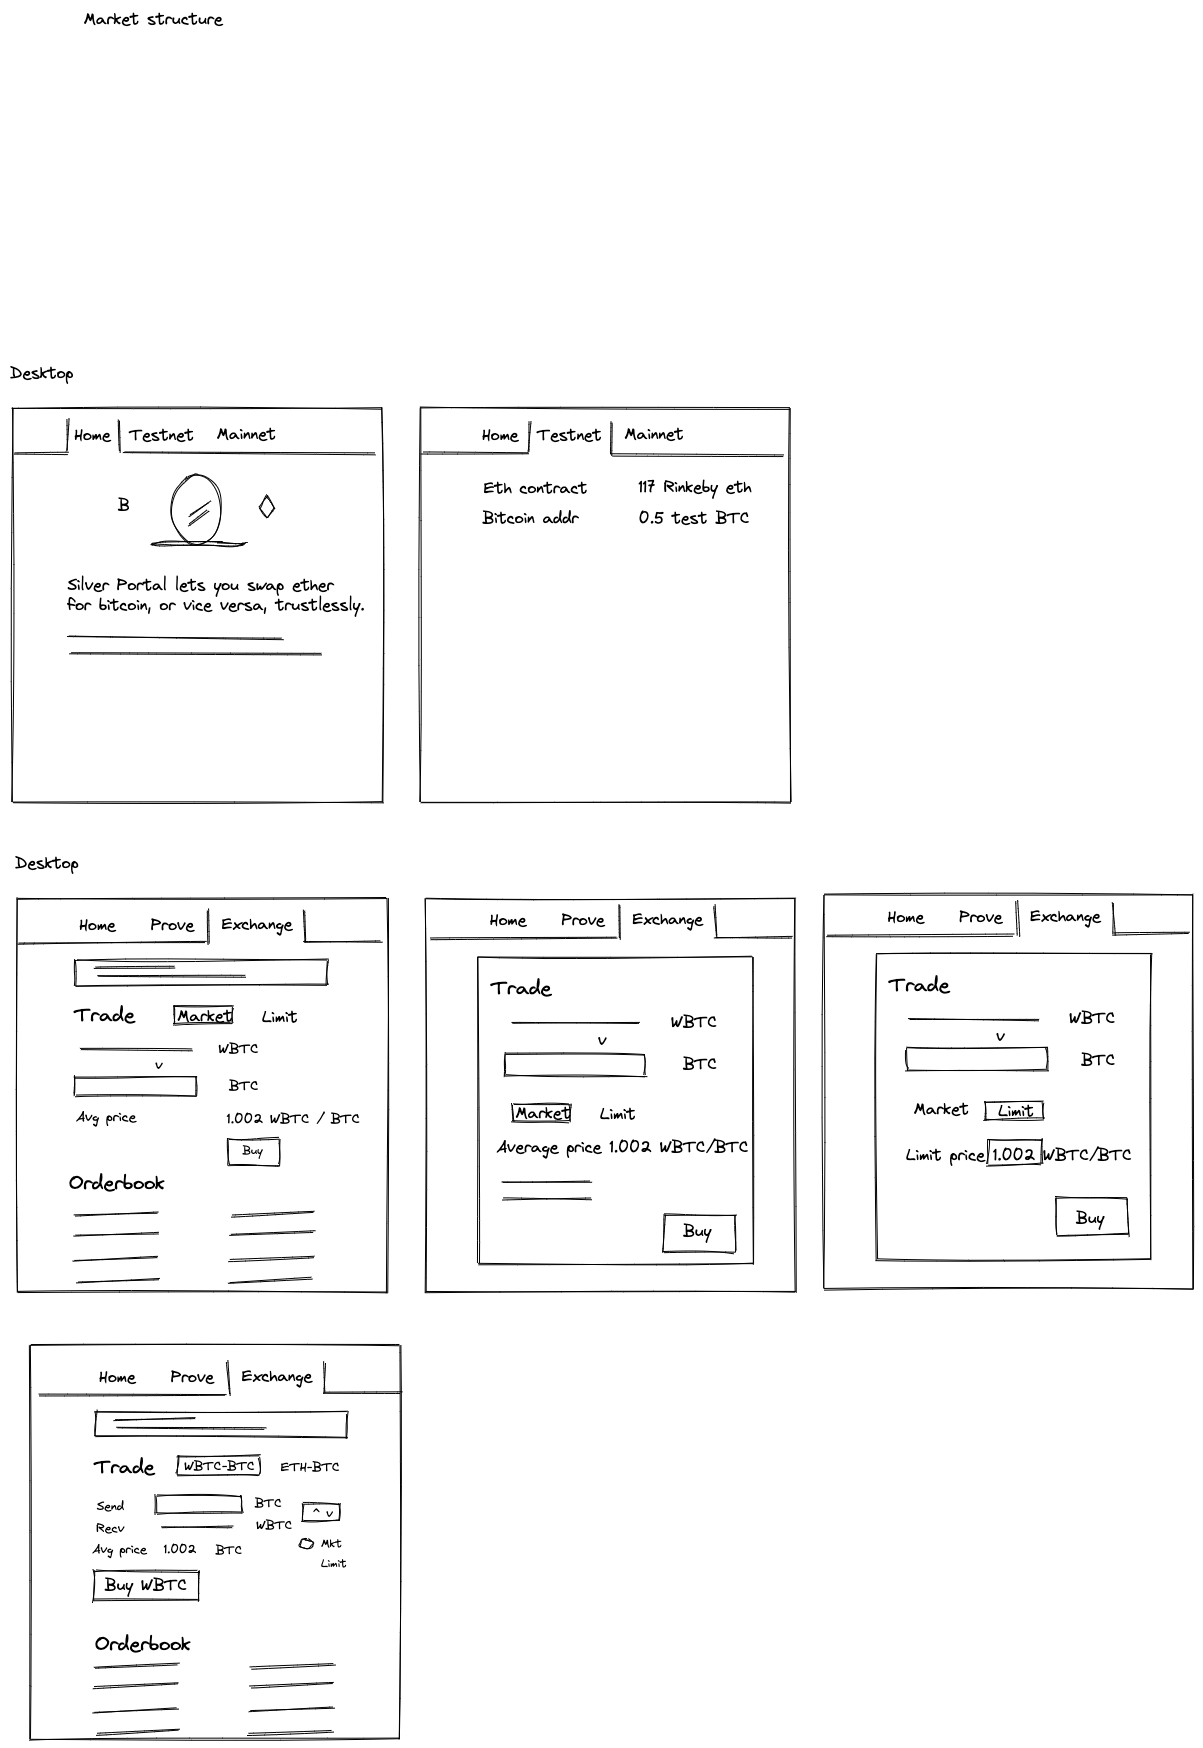 Market structure
Desktop
Home Testnet Mainnet
B
Silver Portal lets you swap ether
for bitcoin, or vice versa, trustlessly.
Home Testnet Mainnet
Eth contract 117 Rinkeby eth
Bitcoin addr 0.5 test BTC
Desktop
Home Prove Exchange
Trade Market Limit
WBTC
v
BTC
Avg price 1.002 WBTC / BTC
Buy
Orderbook
Home Prove Exchange
Trade
WBTC
v
BTC
Market Limit
Average price 1.002 WBTC/BTC
Buy
Home Prove Exchange
Trade
WBTC
v
BTC
Market Limit
Limit price 1.002 WBTC/BTC
Buy
Home Prove Exchange
Trade WBTC-BTC ETH-BTC
Send BTC ^ v
Recv WBTC
Avg price 1.002 BTC Mkt
Limit
Buy WBTC
Orderbook